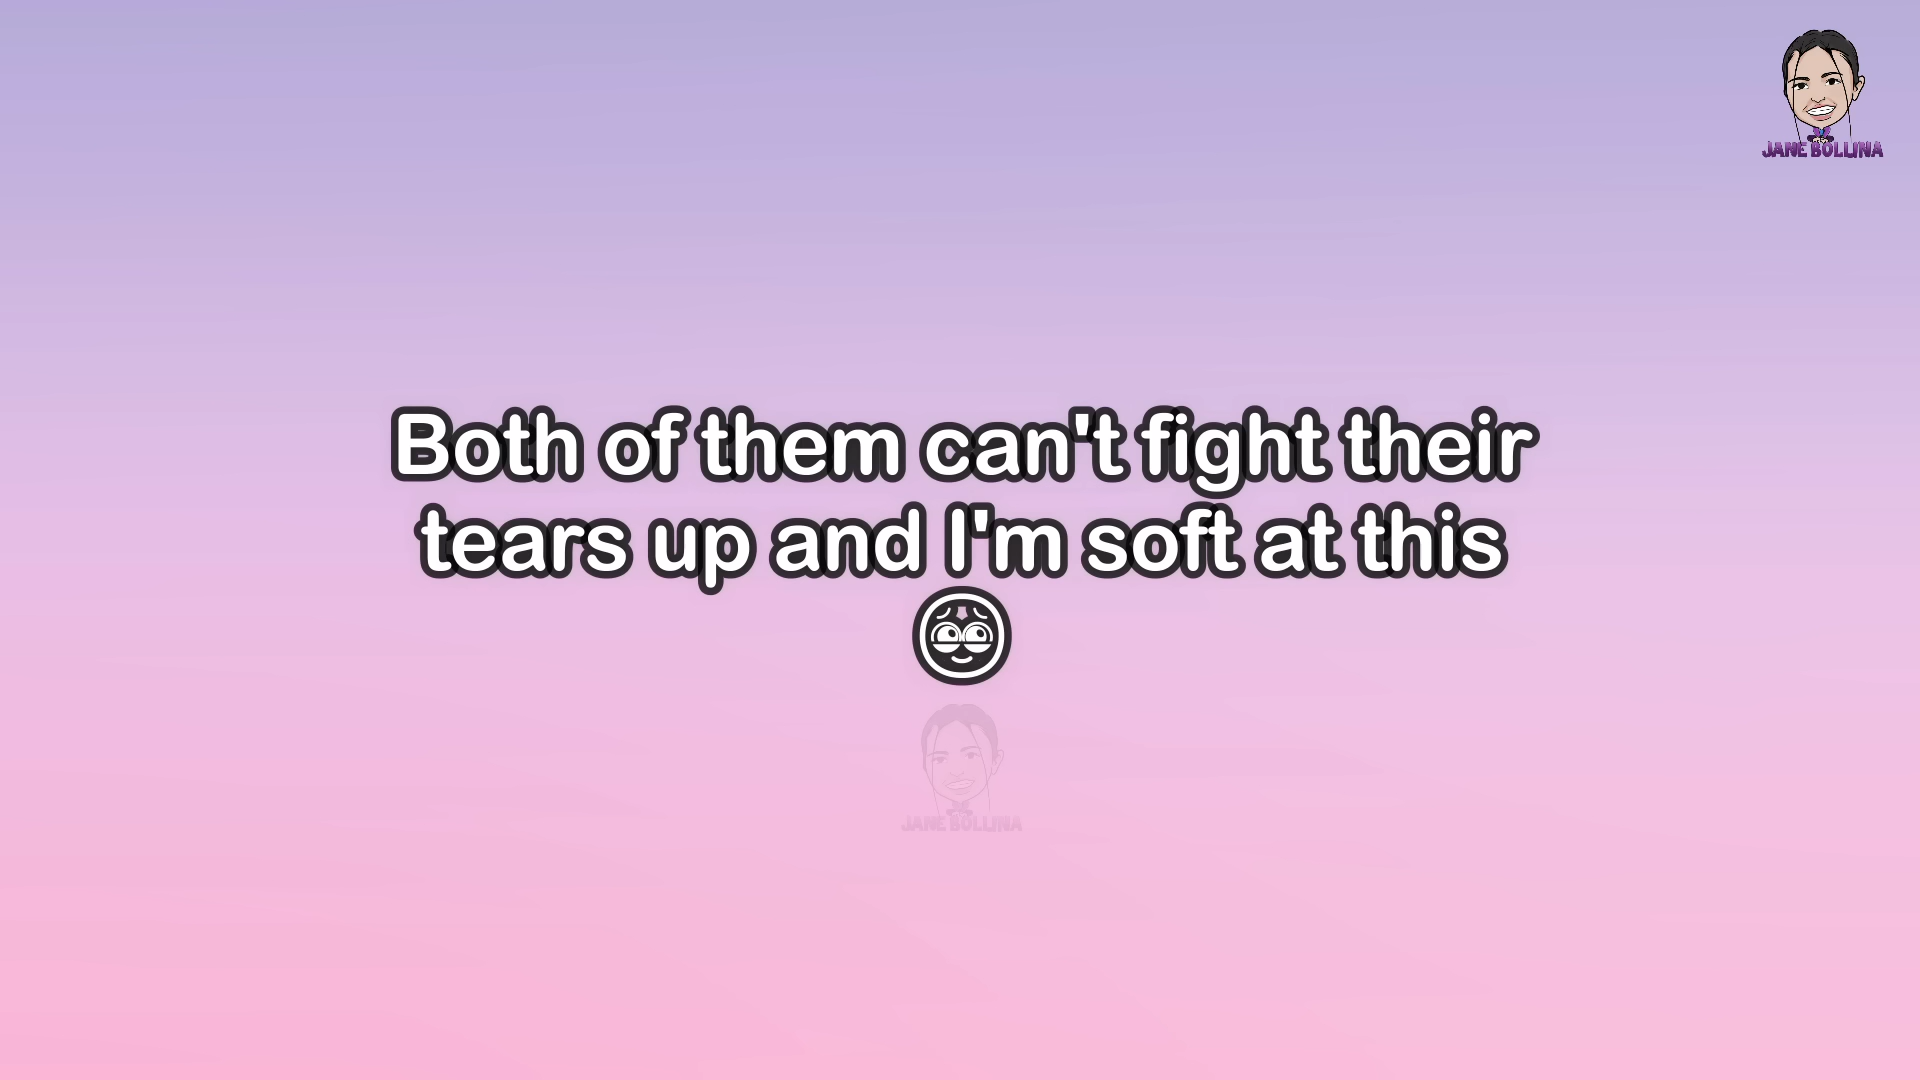 JANE BOLLINA
Both of them can't fight their
tears up and I'm soft at this
🥹
JANE BOLLINA